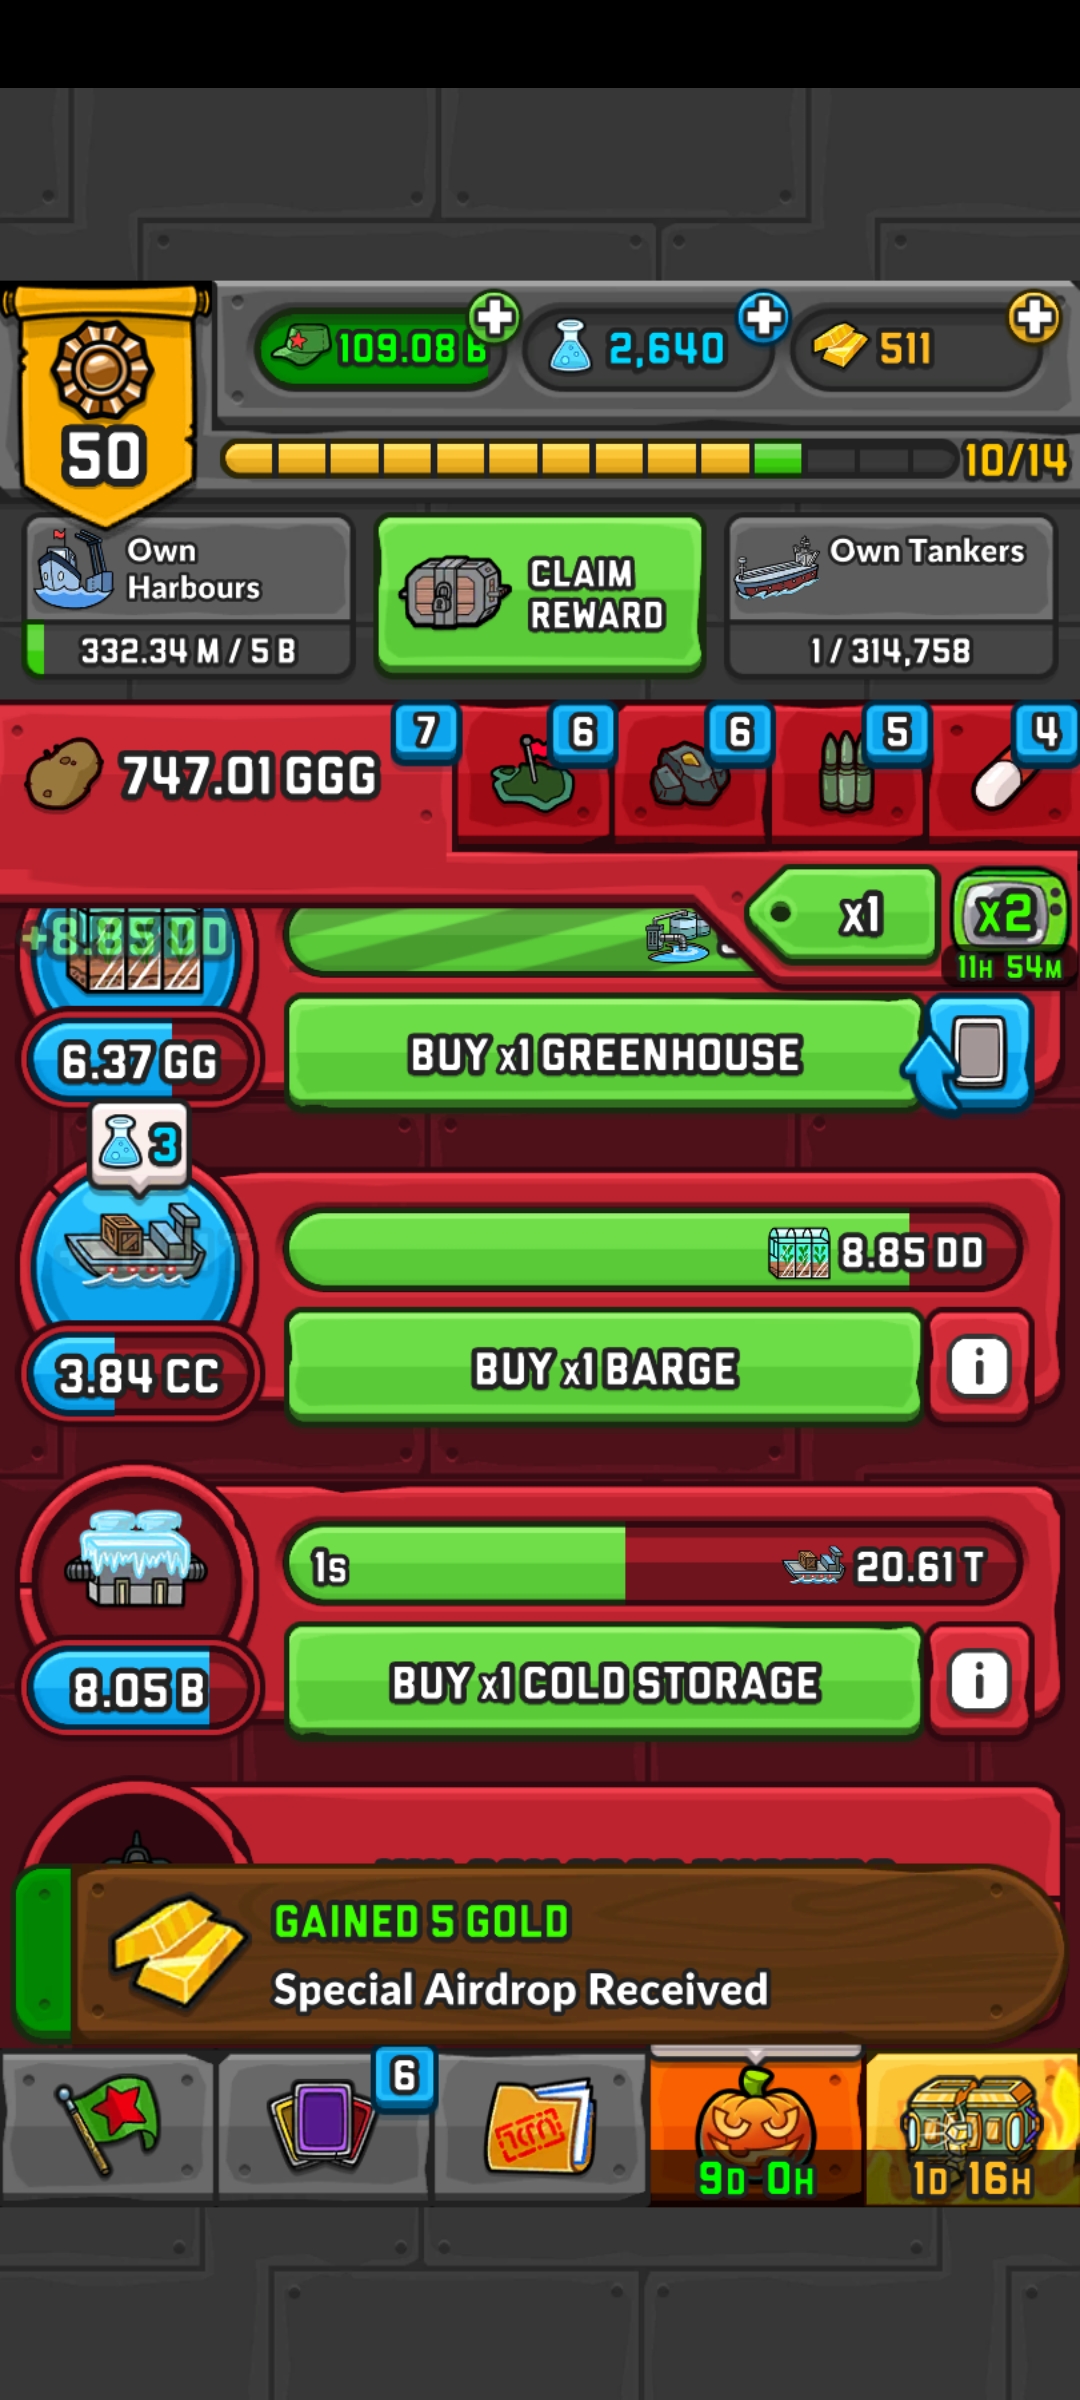 50
109.08 B
2,640
511
10/14
Own
Harbours
332.34 M / 5 B
CLAIM
REWARD
Own Tankers
1 / 314,758
747.01 GGG
7
6
6
5
4
x1
x2
11H 54M
+8.85 DD
6.37 GG
BUY x1 GREENHOUSE
3
8.85 DD
3.84 CC
BUY x1 BARGE
i
1s
20.61 T
8.05 B
BUY x1 COLD STORAGE
i
GAINED 5 GOLD
Special Airdrop Received
6
9D 0H
1D 16H